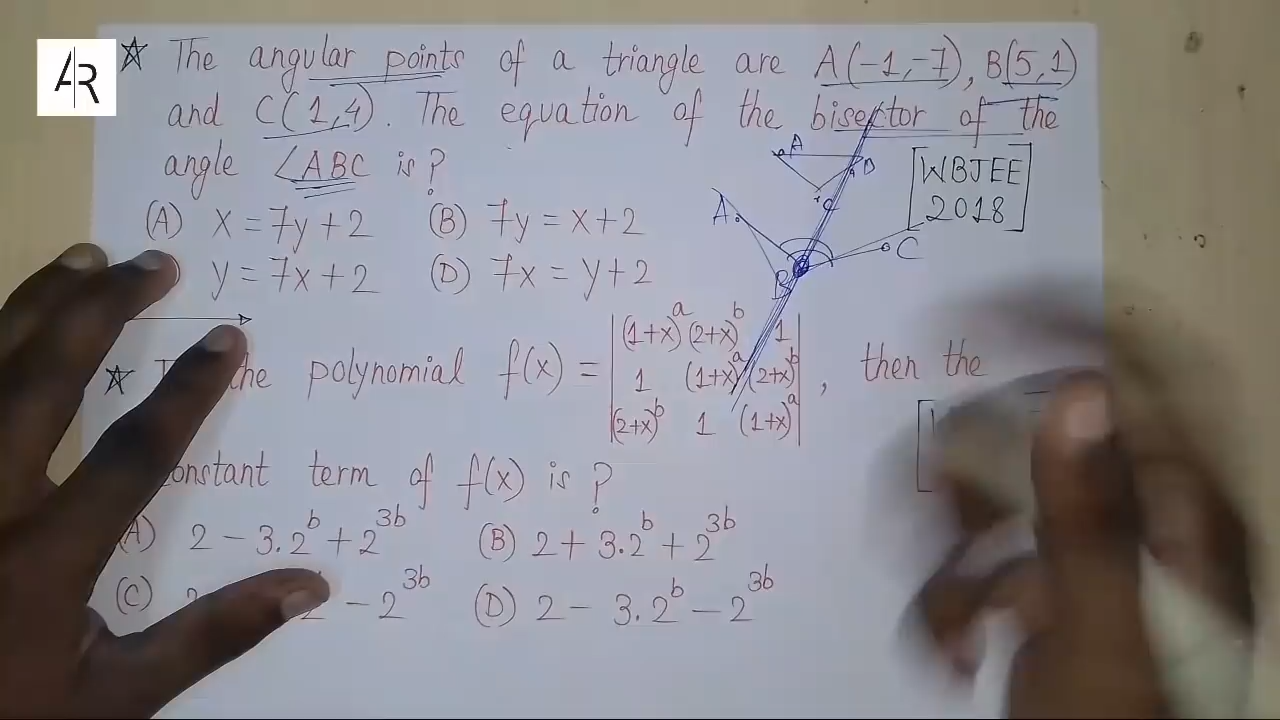 AR
☆ The angular points of a triangle are A(-1,-7), B(5,1)
and C(1,4). The equation of the bisector of the
angle ∠ABC is?
[WBJEE 2018]
(A) x = 7y+2 (B) 7y = x+2
y = 7x+2 (D) 7x = y+2
A
D
C
A
C
B
☆ the polynomial f(x) = | (1+x)^a (2+x)^b 1 |
| 1 (1+x)^a (2+x)^b | , then the
| (2+x)^b 1 (1+x)^a |
constant term of f(x) is?
(A) 2 - 3.2^b + 2^3b (B) 2 + 3.2^b + 2^3b
(C) - 2^3b (D) 2 - 3.2^b - 2^3b